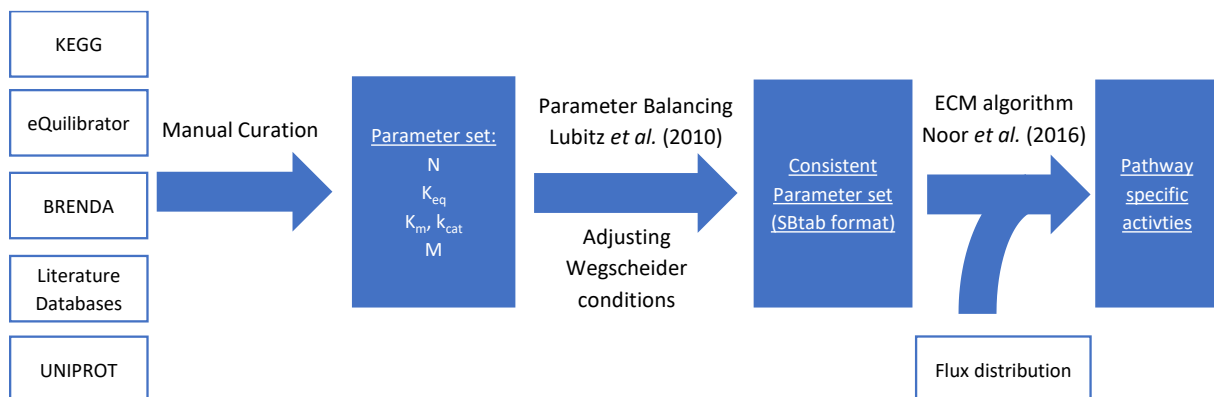 KEGG
eQuilibrator
BRENDA
Literature
Databases
UNIPROT
Manual Curation
Parameter set:
N
Keq
Km, kcat
M
Parameter Balancing
Lubitz et al. (2010)
Adjusting
Wegscheider
conditions
Consistent
Parameter set
(SBtab format)
ECM algorithm
Noor et al. (2016)
Flux distribution
Pathway
specific
activties